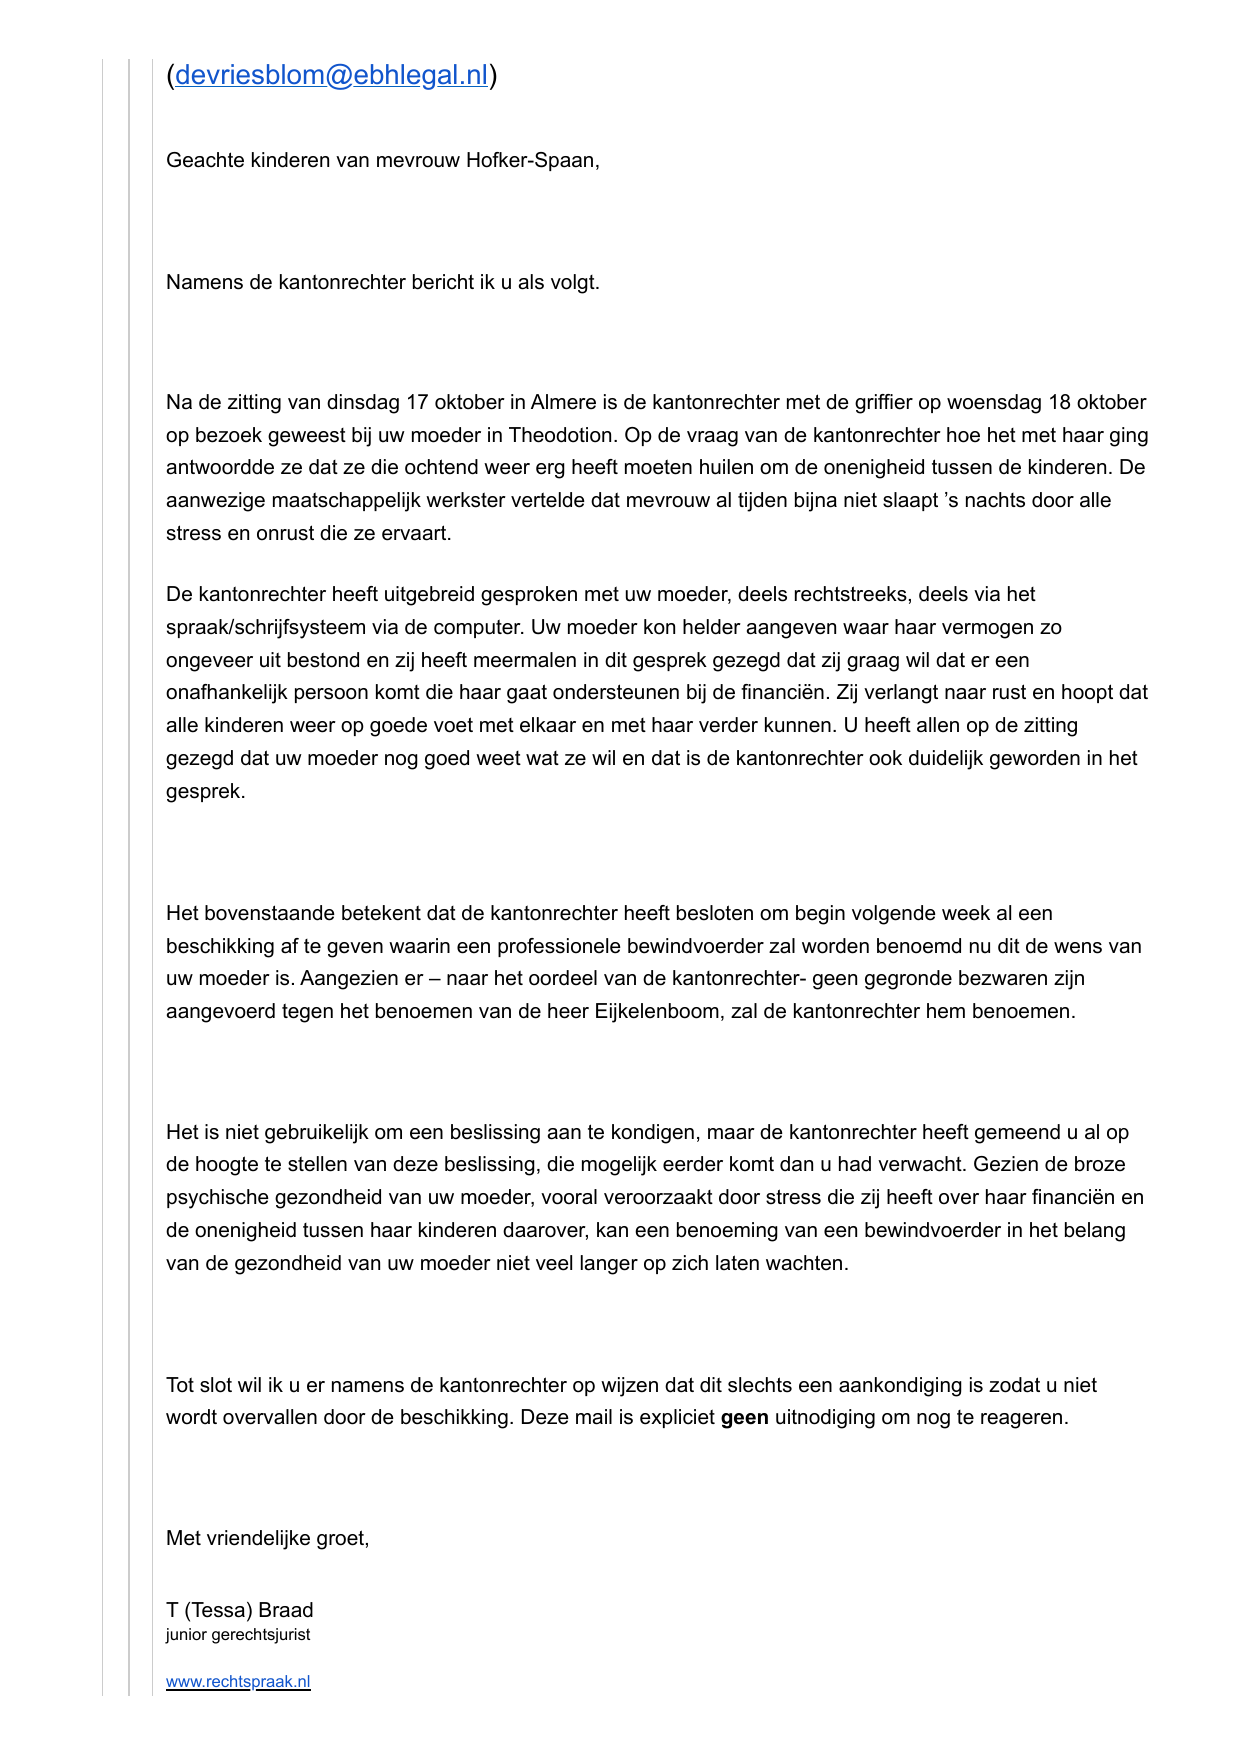 (devriesblom@ebhlegal.nl)
Geachte kinderen van mevrouw Hofker-Spaan,
Namens de kantonrechter bericht ik u als volgt.
Na de zitting van dinsdag 17 oktober in Almere is de kantonrechter met de griffier op woensdag 18 oktober
op bezoek geweest bij uw moeder in Theodotion. Op de vraag van de kantonrechter hoe het met haar ging
antwoordde ze dat ze die ochtend weer erg heeft moeten huilen om de onenigheid tussen de kinderen. De
aanwezige maatschappelijk werkster vertelde dat mevrouw al tijden bijna niet slaapt ’s nachts door alle
stress en onrust die ze ervaart.
De kantonrechter heeft uitgebreid gesproken met uw moeder, deels rechtstreeks, deels via het
spraak/schrijfsysteem via de computer. Uw moeder kon helder aangeven waar haar vermogen zo
ongeveer uit bestond en zij heeft meermalen in dit gesprek gezegd dat zij graag wil dat er een
onafhankelijk persoon komt die haar gaat ondersteunen bij de financiën. Zij verlangt naar rust en hoopt dat
alle kinderen weer op goede voet met elkaar en met haar verder kunnen. U heeft allen op de zitting
gezegd dat uw moeder nog goed weet wat ze wil en dat is de kantonrechter ook duidelijk geworden in het
gesprek.
Het bovenstaande betekent dat de kantonrechter heeft besloten om begin volgende week al een
beschikking af te geven waarin een professionele bewindvoerder zal worden benoemd nu dit de wens van
uw moeder is. Aangezien er – naar het oordeel van de kantonrechter- geen gegronde bezwaren zijn
aangevoerd tegen het benoemen van de heer Eijkelenboom, zal de kantonrechter hem benoemen.
Het is niet gebruikelijk om een beslissing aan te kondigen, maar de kantonrechter heeft gemeend u al op
de hoogte te stellen van deze beslissing, die mogelijk eerder komt dan u had verwacht. Gezien de broze
psychische gezondheid van uw moeder, vooral veroorzaakt door stress die zij heeft over haar financiën en
de onenigheid tussen haar kinderen daarover, kan een benoeming van een bewindvoerder in het belang
van de gezondheid van uw moeder niet veel langer op zich laten wachten.
Tot slot wil ik u er namens de kantonrechter op wijzen dat dit slechts een aankondiging is zodat u niet
wordt overvallen door de beschikking. Deze mail is expliciet geen uitnodiging om nog te reageren.
Met vriendelijke groet,
T (Tessa) Braad
junior gerechtsjurist
www.rechtspraak.nl